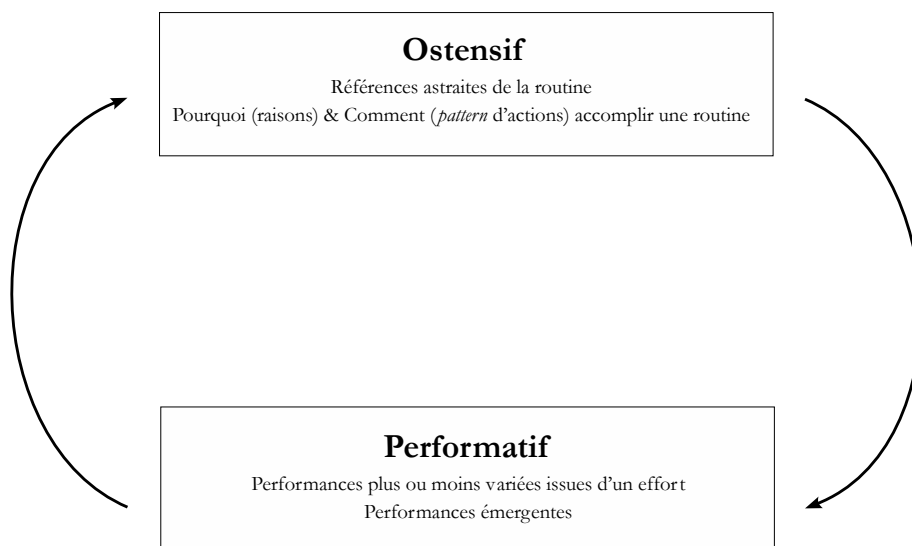 Ostensif
Références astraites de la routine
Pourquoi (raisons) & Comment (pattern d'actions) accomplir une routine
Performatif
Performances plus ou moins variées issues d'un effort
Performances émergentes